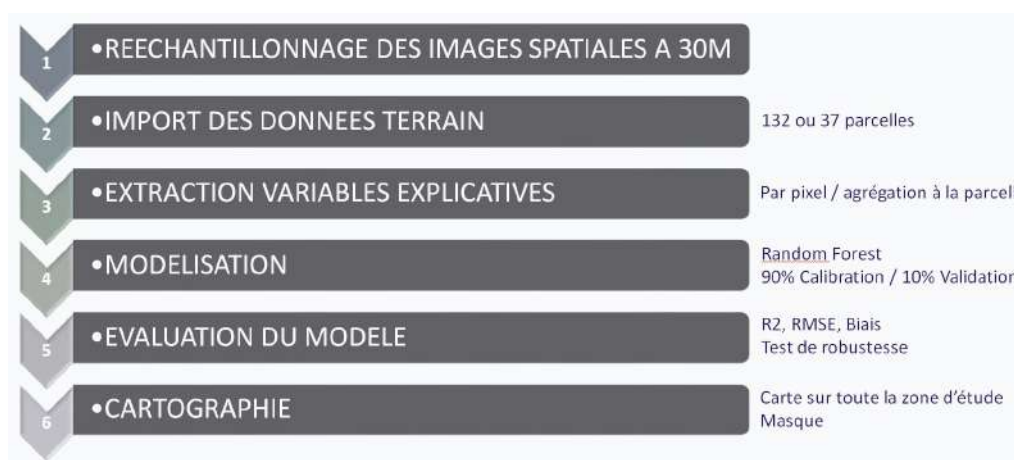 1
•REECHANTILLONNAGE DES IMAGES SPATIALES A 30M
2
•IMPORT DES DONNEES TERRAIN
132 ou 37 parcelles
3
•EXTRACTION VARIABLES EXPLICATIVES
Par pixel / agrégation à la parcell
4
•MODELISATION
Random Forest
90% Calibration / 10% Validation
5
•EVALUATION DU MODELE
R2, RMSE, Biais
Test de robustesse
6
•CARTOGRAPHIE
Carte sur toute la zone d'étude
Masque